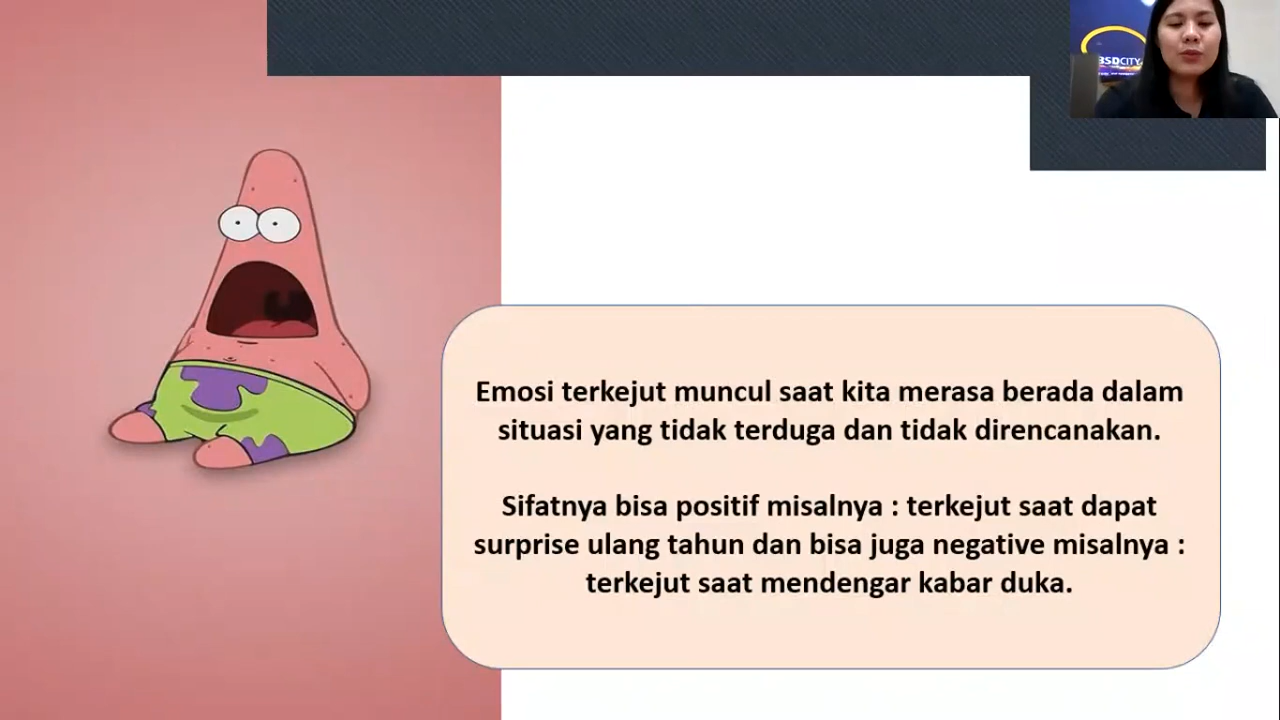 BSDCITY
Emosi terkejut muncul saat kita merasa berada dalam
situasi yang tidak terduga dan tidak direncanakan.
Sifatnya bisa positif misalnya : terkejut saat dapat
surprise ulang tahun dan bisa juga negative misalnya :
terkejut saat mendengar kabar duka.